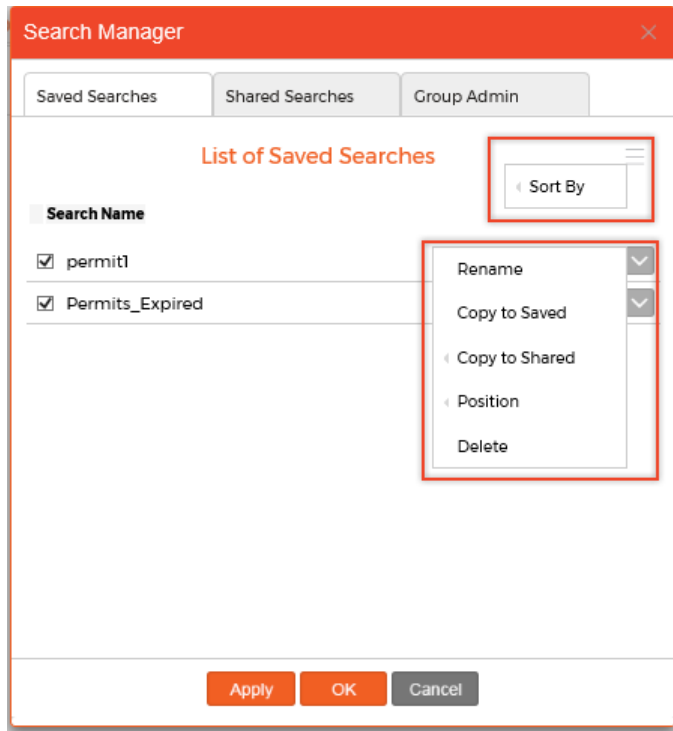 Search Manager
Saved Searches Shared Searches Group Admin
List of Saved Searches
Sort By
Search Name
permit1
Rename
Permits_Expired
Copy to Saved
Copy to Shared
Position
Delete
Apply OK Cancel